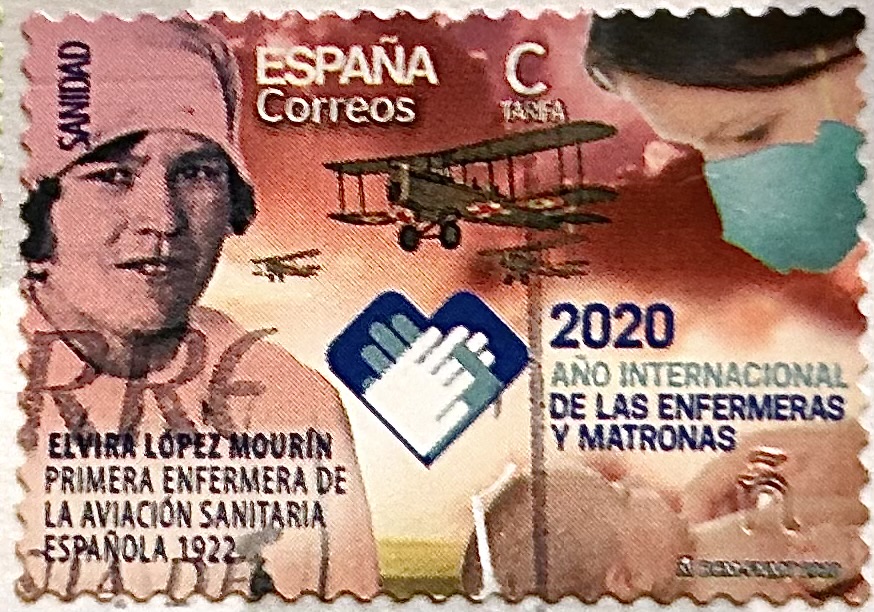 SANIDAD
ESPAÑA
Correos
C
TARIFA
2020
AÑO INTERNACIONAL
DE LAS ENFERMERAS
Y MATRONAS
RRE
ELVIRA LÓPEZ MOURÍN
PRIMERA ENFERMERA DE
LA AVIACIÓN SANITARIA
ESPAÑOLA 1922